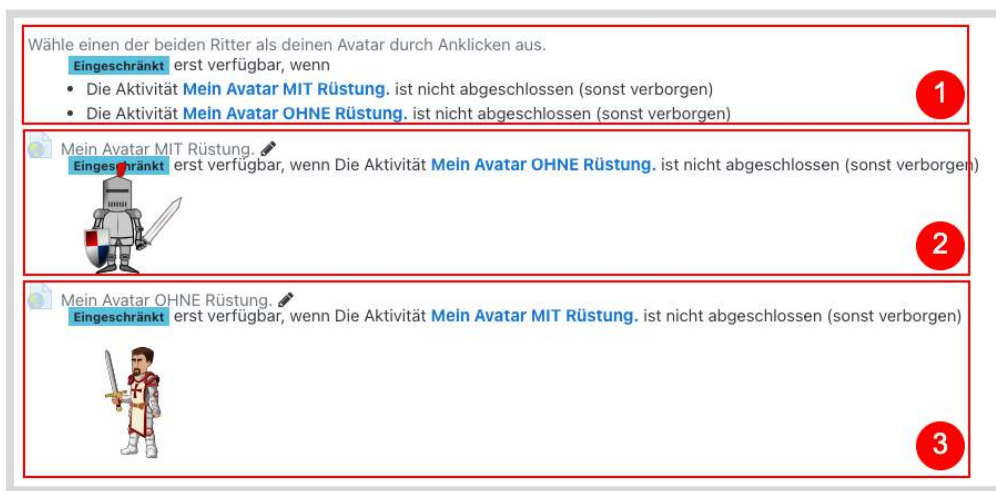 Wähle einen der beiden Ritter als deinen Avatar durch Anklicken aus.
Eingeschränkt erst verfügbar, wenn
• Die Aktivität Mein Avatar MIT Rüstung. ist nicht abgeschlossen (sonst verborgen)
• Die Aktivität Mein Avatar OHNE Rüstung. ist nicht abgeschlossen (sonst verborgen)
1
Mein Avatar MIT Rüstung.
Eingeschränkt erst verfügbar, wenn Die Aktivität Mein Avatar OHNE Rüstung. ist nicht abgeschlossen (sonst verborgen)
2
Mein Avatar OHNE Rüstung.
Eingeschränkt erst verfügbar, wenn Die Aktivität Mein Avatar MIT Rüstung. ist nicht abgeschlossen (sonst verborgen)
3